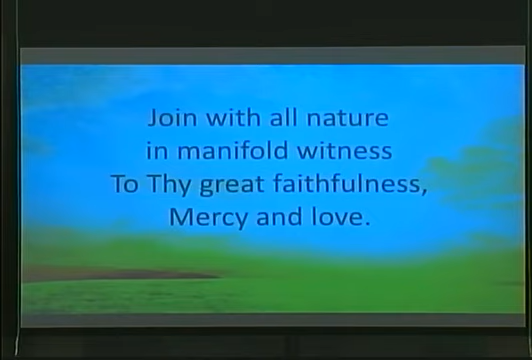 Join with all nature
in manifold witness
To Thy great faithfulness,
Mercy and love.